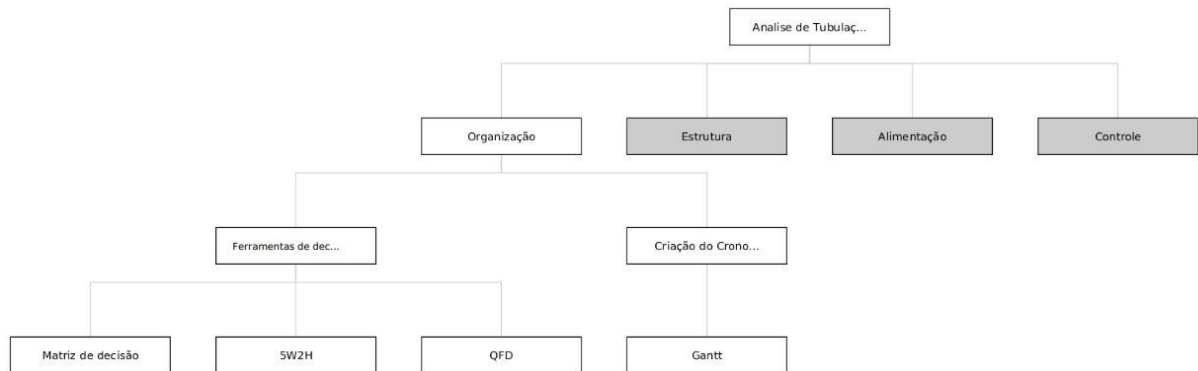 Analise de Tubulaç...
Organização
Estrutura
Alimentação
Controle
Ferramentas de dec...
Criação do Crono...
Matriz de decisão
5W2H
QFD
Gantt